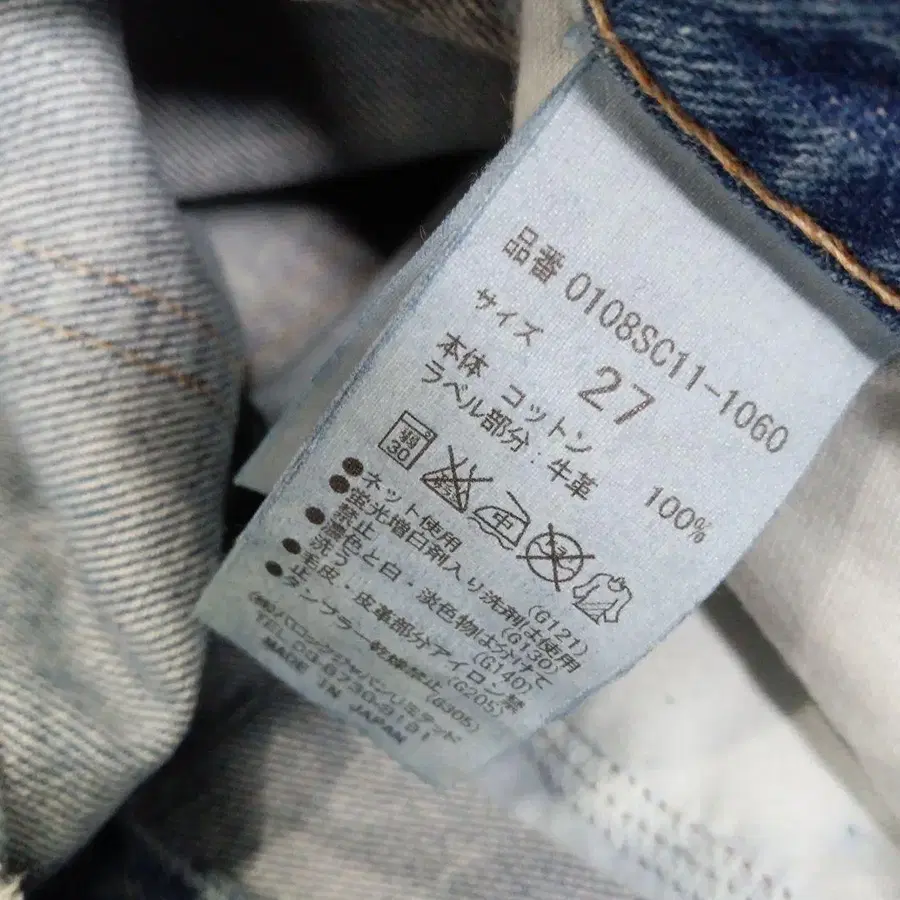 品番 0108SC11-1060
サイズ 27
本体 コットン 100%
ラベル部分:牛革
弱
30
●ネット使用 (G121)
●蛍光増白剤入り洗剤は使用
禁止 (G130)
●濃色と白・淡色物は分けて
洗う (G140)
●毛皮・皮革部分アイロン禁
止 (G205)
●タンブラー乾燥禁止 (G305)
(株)バロックジャパンリミテッド
TEL 03-6730-9191
MADE IN JAPAN